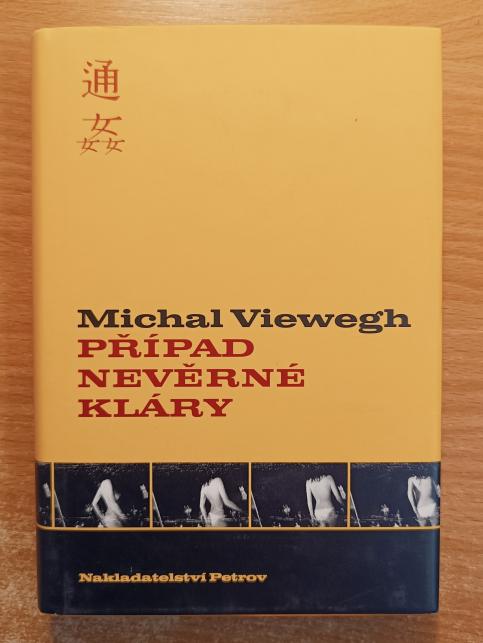 通
姦
Michal Viewegh
PŘÍPAD
NEVĚRNÉ
KLÁRY
Nakladatelství Petrov